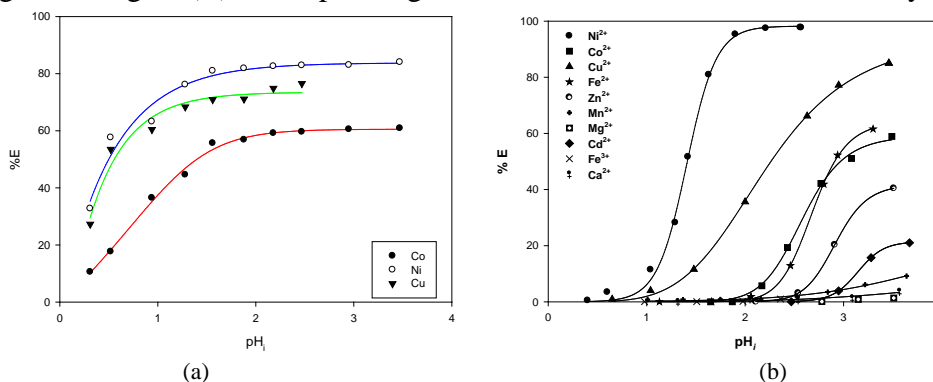 100
80
60
40
20
0
%E
0
1
2
3
4
pHi
Co
Ni
Cu
(a)
100
80
60
40
20
0
% E
Ni2+
Co2+
Cu2+
Fe2+
Zn2+
Mn2+
Mg2+
Cd2+
Fe3+
Ca2+
0
1
2
3
pHi
(b)